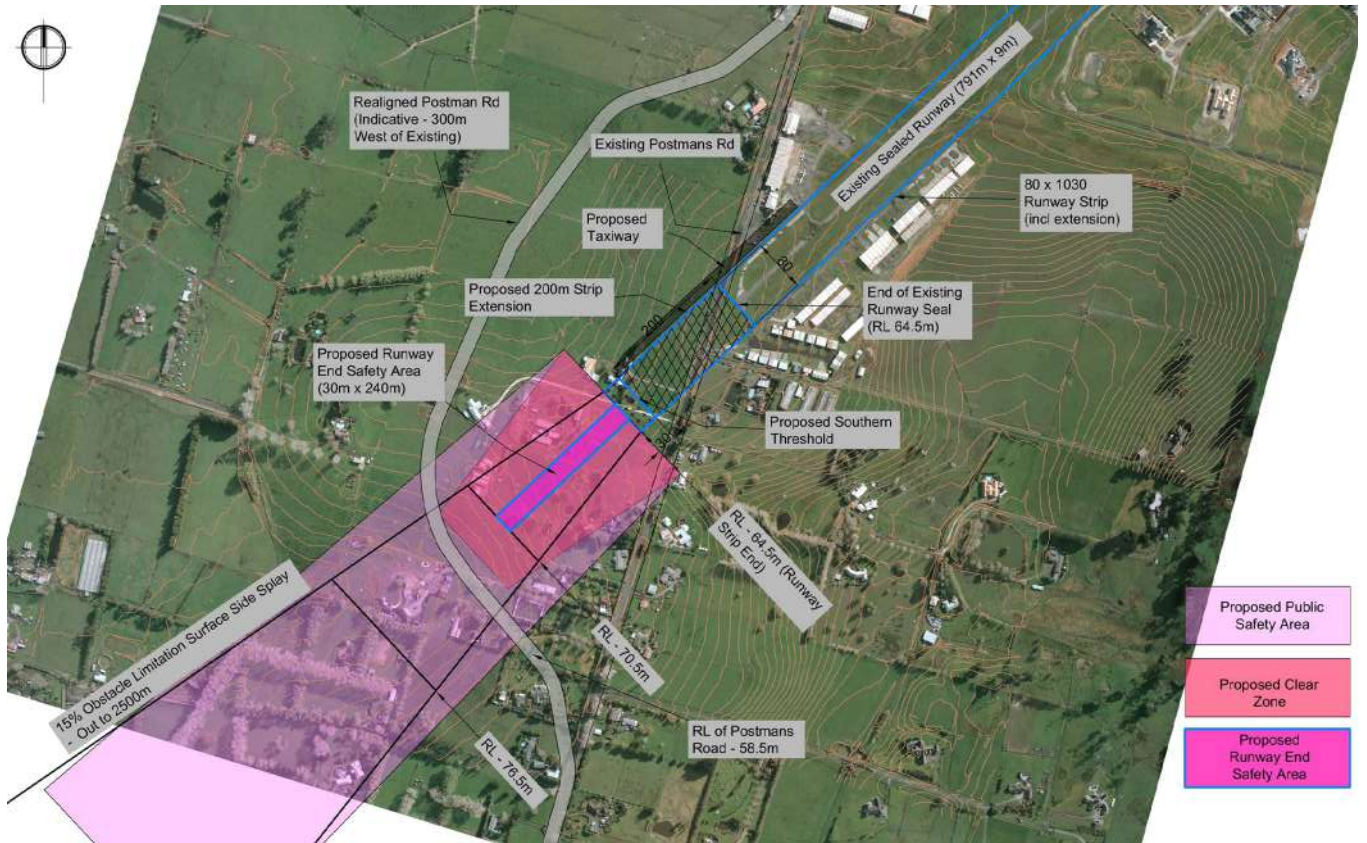 Realigned Postman Rd
(Indicative - 300m
West of Existing)
Existing Postmans Rd
Existing Sealed Runway (791m x 9m)
80 x 1030
Runway Strip
(incl extension)
Proposed
Taxiway
80
Proposed 200m Strip
Extension
End of Existing
Runway Seal
(RL 64.5m)
200
Proposed Runway
End Safety Area
(30m x 240m)
Proposed Southern
Threshold
RL - 64.5m (Runway
Strip End)
15% Obstacle Limitation Surface Side Splay
- Out to 2500m
RL - 70.5m
RL - 76.5m
RL of Postmans
Road - 58.5m
Proposed Public
Safety Area
Proposed Clear
Zone
Proposed
Runway End
Safety Area